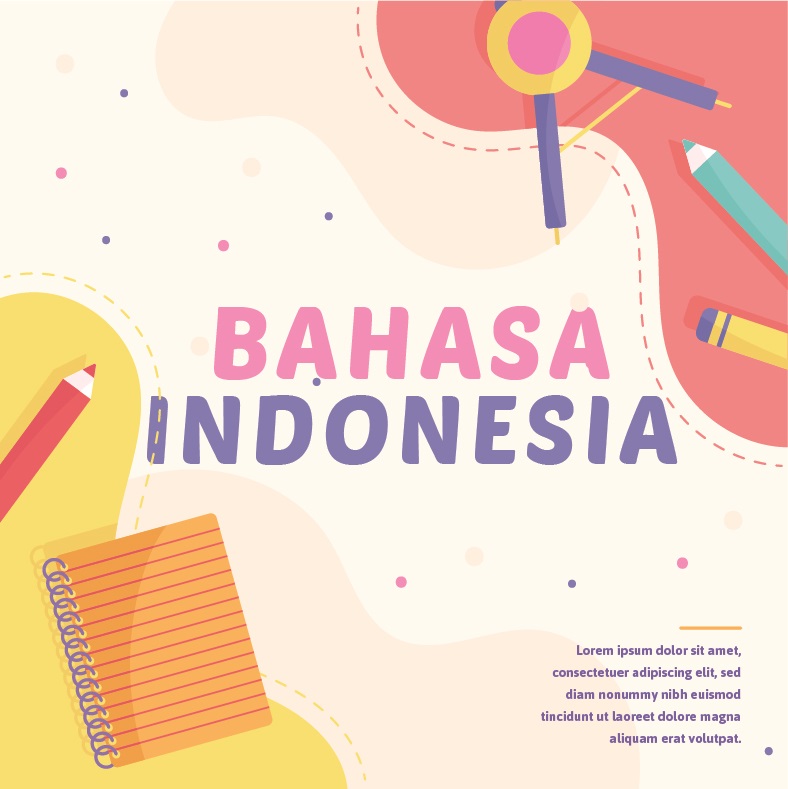 BAHASA
INDONESIA
Lorem ipsum dolor sit amet,
consectetuer adipiscing elit, sed
diam nonummy nibh euismod
tincidunt ut laoreet dolore magna
aliquam erat volutpat.